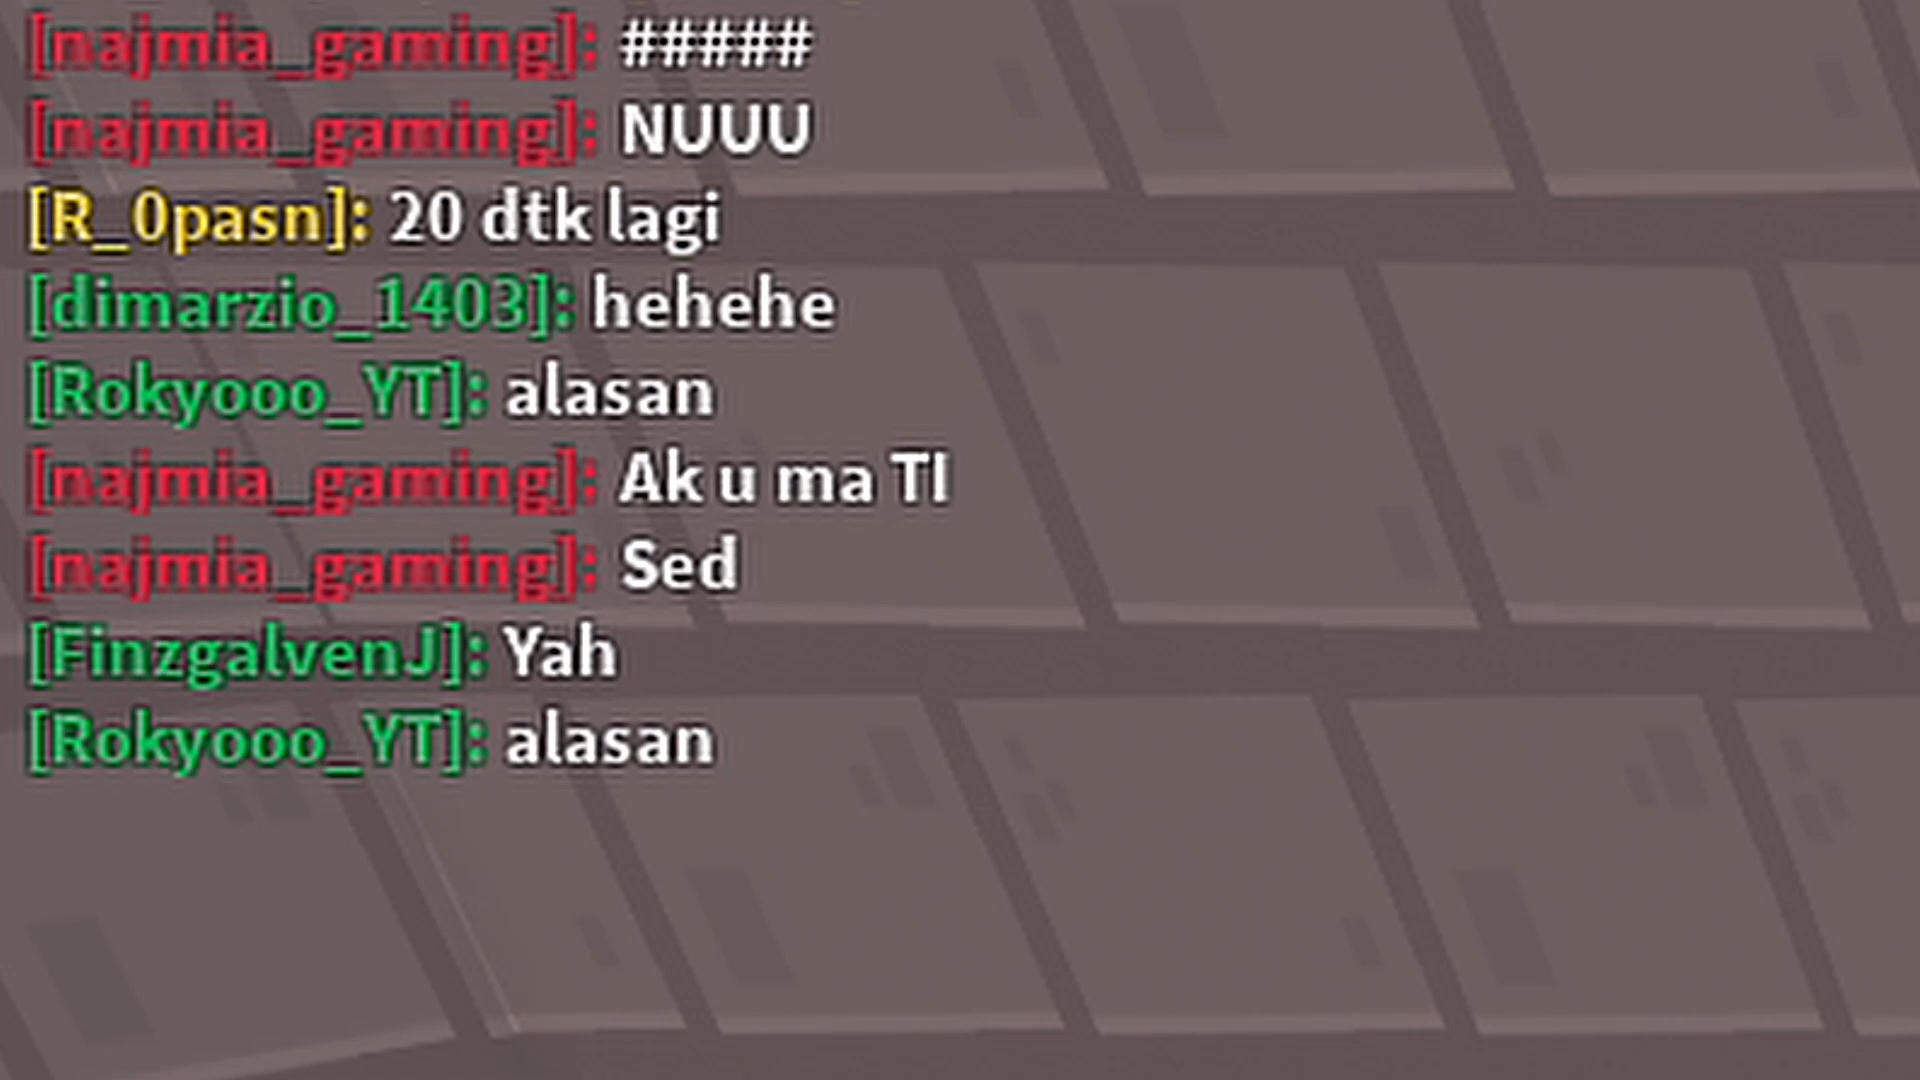 [najmia_gaming]: #####
[najmia_gaming]: NUUU
[R_0pasn]: 20 dtk lagi
[dimarzio_1403]: hehehe
[Rokyooo_YT]: alasan
[najmia_gaming]: Ak u ma TI
[najmia_gaming]: Sed
[FinzgalvenJ]: Yah
[Rokyooo_YT]: alasan